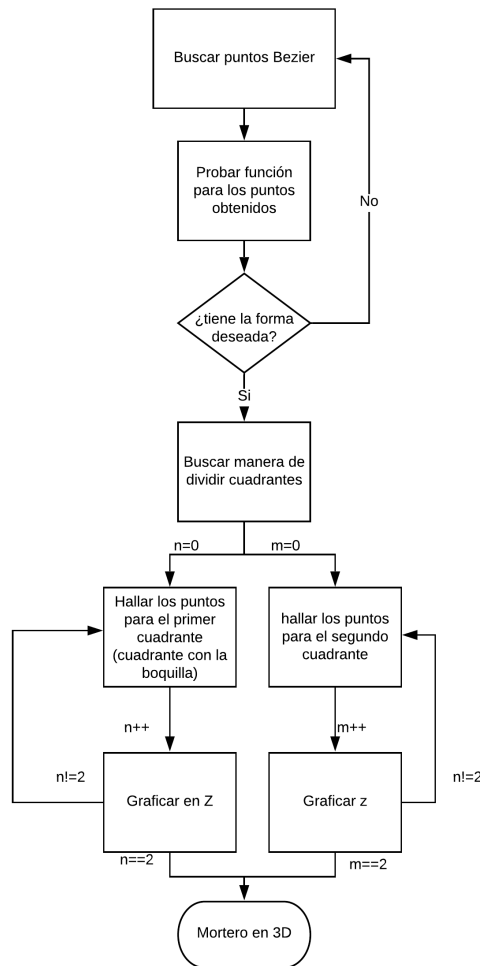 Buscar puntos Bezier
Probar función
para los puntos
obtenidos
No
¿tiene la forma
deseada?
Si
Buscar manera de
dividir cuadrantes
n=0
m=0
Hallar los puntos
para el primer
cuadrante
(cuadrante con la
boquilla)
hallar los puntos
para el segundo
cuadrante
n++
m++
n!=2
n!=2
Graficar en Z
Graficar z
n==2
m==2
Mortero en 3D